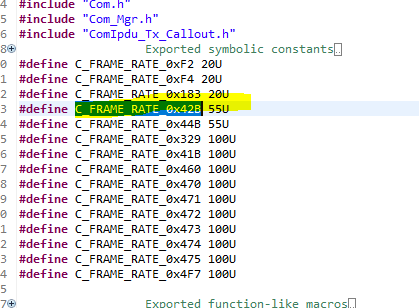 4 #include "Com.h"
5 #include "Com_Mgr.h"
6 #include "ComIpdu_Tx_Callout.h"
8 Exported symbolic constants
0 #define C_FRAME_RATE_0xF2 20U
1 #define C_FRAME_RATE_0xF4 20U
2 #define C_FRAME_RATE_0x183 20U
3 #define C_FRAME_RATE_0x42B 55U
4 #define C_FRAME_RATE_0x44B 55U
5 #define C_FRAME_RATE_0x329 100U
6 #define C_FRAME_RATE_0x41B 100U
7 #define C_FRAME_RATE_0x460 100U
8 #define C_FRAME_RATE_0x470 100U
9 #define C_FRAME_RATE_0x471 100U
0 #define C_FRAME_RATE_0x472 100U
1 #define C_FRAME_RATE_0x473 100U
2 #define C_FRAME_RATE_0x474 100U
3 #define C_FRAME_RATE_0x475 100U
4 #define C_FRAME_RATE_0x4F7 100U
5
7 Exported function-like macros